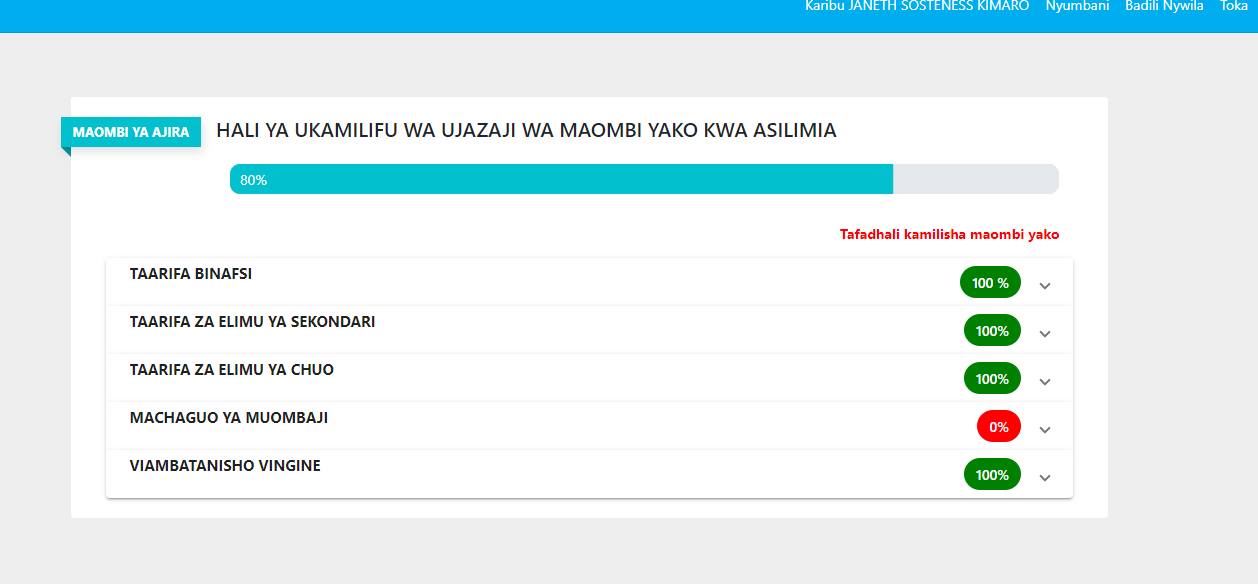 Karibu JANETH SOSTENESS KIMARO Nyumbani Badili Nywila Toka
MAOMBI YA AJIRA
HALI YA UKAMILIFU WA UJAZAJI WA MAOMBI YAKO KWA ASILIMIA
80%
Tafadhali kamilisha maombi yako
TAARIFA BINAFSI 100 %
TAARIFA ZA ELIMU YA SEKONDARI 100%
TAARIFA ZA ELIMU YA CHUO 100%
MACHAGUO YA MUOMBAJI 0%
VIAMBATANISHO VINGINE 100%